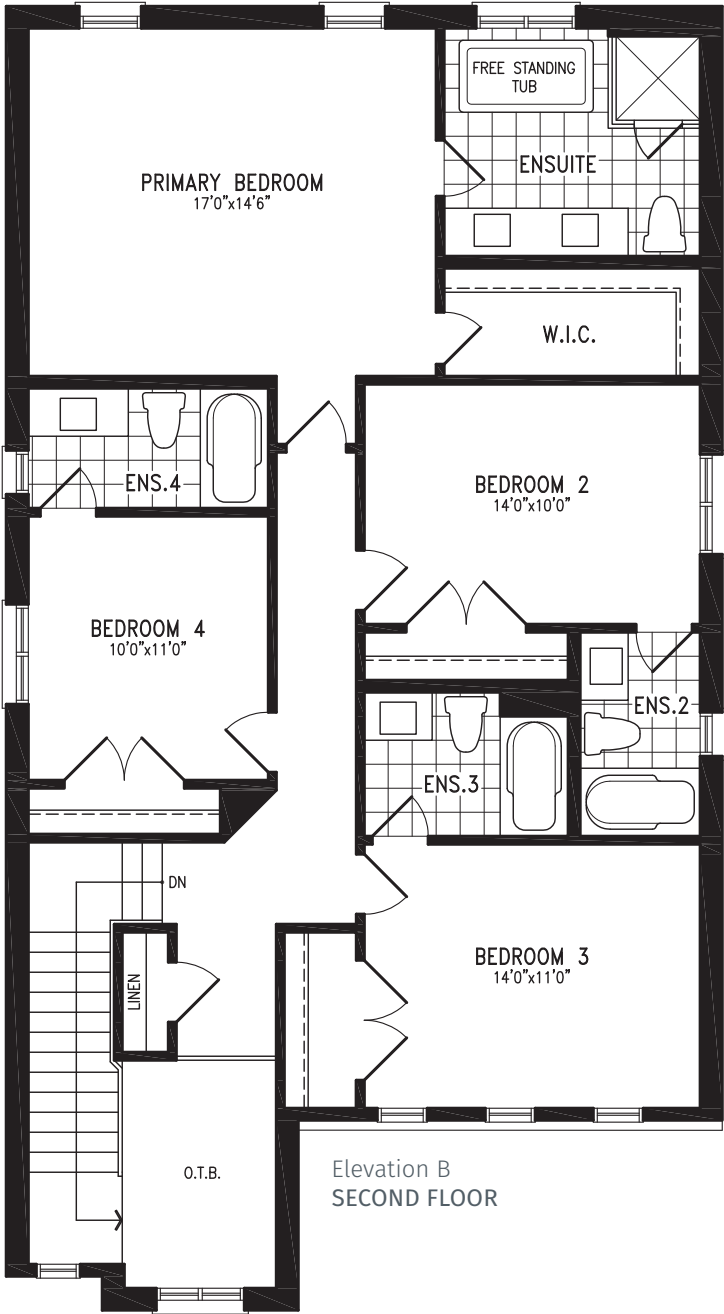 FREE STANDING
TUB
ENSUITE
PRIMARY BEDROOM
17'0"x14'6"
W.I.C.
ENS.4
BEDROOM 2
14'0"x10'0"
BEDROOM 4
10'0"x11'0"
ENS.2
ENS.3
DN
BEDROOM 3
14'0"x11'0"
LINEN
O.T.B.
Elevation B
SECOND FLOOR